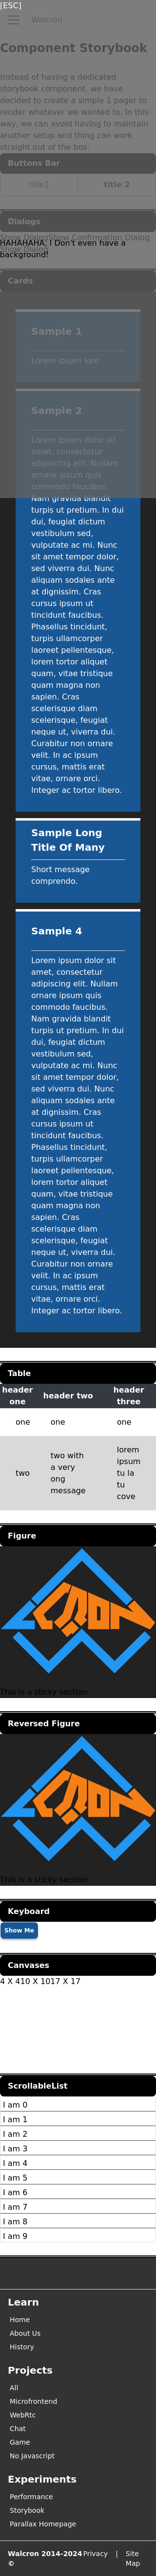 [ESC]
Walcron
Component Storybook
Instead of having a dedicated
storybook component, we have
decided to create a simple 1 page to
render whatever we wanted to. In this
way, we can avoid having to maintain
another setup and thing can work
straight out of the box.
Buttons Bar
title1 title 2
Dialogs
Show Dialog Show Confirmation Dialog
HAHAHAHA, I Don't even have a
Show Dialog
background!
Cards
Sample 1
Lorem ipsum lore
Sample 2
Lorem ipsum dolor sit
amet, consectetur
adipiscing elit. Nullam
ornare ipsum quis
commodo faucibus.
Nam gravida blandit
turpis ut pretium. In dui
dui, feugiat dictum
vestibulum sed,
vulputate ac mi. Nunc
sit amet tempor dolor,
sed viverra dui. Nunc
aliquam sodales ante
at dignissim. Cras
cursus ipsum ut
tincidunt faucibus.
Phasellus tincidunt,
turpis ullamcorper
laoreet pellentesque,
lorem tortor aliquet
quam, vitae tristique
quam magna non
sapien. Cras
scelerisque diam
scelerisque, feugiat
neque ut, viverra dui.
Curabitur non ornare
velit. In ac ipsum
cursus, mattis erat
vitae, ornare orci.
Integer ac tortor libero.
Sample Long
Title Of Many
Short message
comprendo.
Sample 4
Lorem ipsum dolor sit
amet, consectetur
adipiscing elit. Nullam
ornare ipsum quis
commodo faucibus.
Nam gravida blandit
turpis ut pretium. In dui
dui, feugiat dictum
vestibulum sed,
vulputate ac mi. Nunc
sit amet tempor dolor,
sed viverra dui. Nunc
aliquam sodales ante
at dignissim. Cras
cursus ipsum ut
tincidunt faucibus.
Phasellus tincidunt,
turpis ullamcorper
laoreet pellentesque,
lorem tortor aliquet
quam, vitae tristique
quam magna non
sapien. Cras
scelerisque diam
scelerisque, feugiat
neque ut, viverra dui.
Curabitur non ornare
velit. In ac ipsum
cursus, mattis erat
vitae, ornare orci.
Integer ac tortor libero.
Table
header one header two header three
one one one
two two with a very ong message lorem ipsum tu la tu cove
Figure
This is a sticky section
Reversed Figure
This is a sticky section
Keyboard
Show Me
Canvases
4 X 410 X 1017 X 17
ScrollableList
I am 0
I am 1
I am 2
I am 3
I am 4
I am 5
I am 6
I am 7
I am 8
I am 9
Learn
Home
About Us
History
Projects
All
Microfrontend
WebRtc
Chat
Game
No Javascript
Experiments
Performance
Storybook
Parallax Homepage
Walcron 2014-2024 © Privacy | Site Map